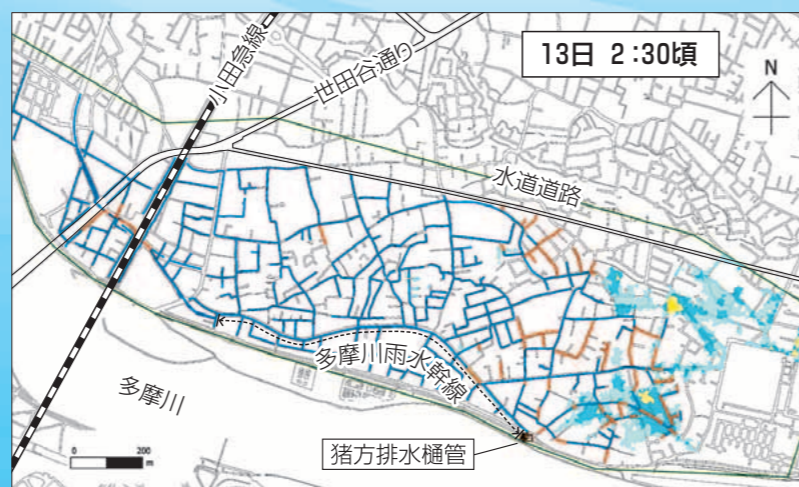 13日 2:30頃
小田急線
世田谷通り
N
水道道路
多摩川雨水幹線
多摩川
猪方排水樋管
0 200
m